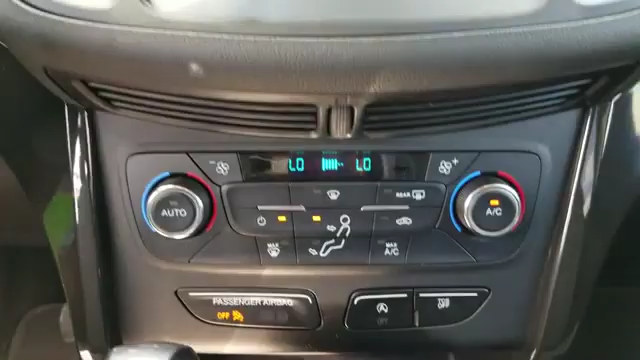 LO LO
REAR
AUTO A/C
MAX MAX
A/C
PASSENGER AIRBAG
OFF
A
OFF